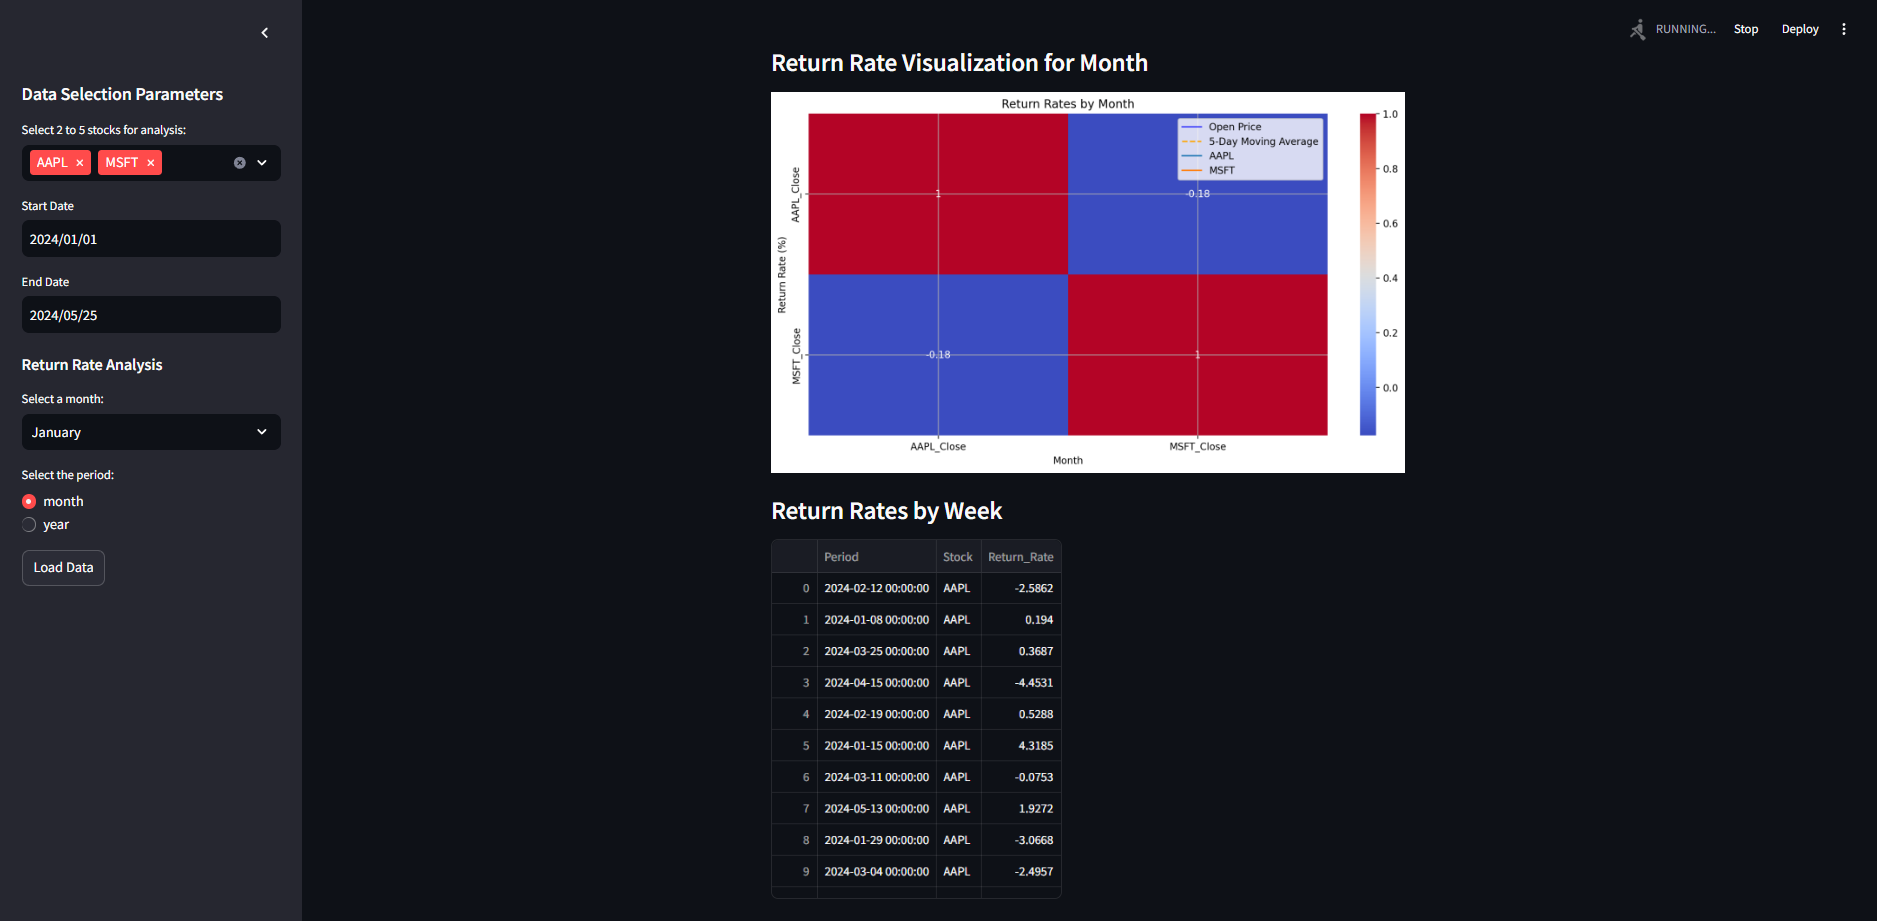 RUNNING...
Stop
Deploy
Data Selection Parameters
Select 2 to 5 stocks for analysis:
AAPL ×
MSFT ×
Start Date
2024/01/01
End Date
2024/05/25
Return Rate Analysis
Select a month:
January
Select the period:
month
year
Load Data
Return Rate Visualization for Month
Return Rates by Month
Open Price
5-Day Moving Average
AAPL
MSFT
1
-0.18
-0.18
1
AAPL_Close
MSFT_Close
Return Rate (%)
AAPL_Close
MSFT_Close
Month
1.0
0.8
0.6
0.4
0.2
0.0
Return Rates by Week
Period Stock Return_Rate
0 2024-02-12 00:00:00 AAPL -2.5862
1 2024-01-08 00:00:00 AAPL 0.194
2 2024-03-25 00:00:00 AAPL 0.3687
3 2024-04-15 00:00:00 AAPL -4.4531
4 2024-02-19 00:00:00 AAPL 0.5288
5 2024-01-15 00:00:00 AAPL 4.3185
6 2024-03-11 00:00:00 AAPL -0.0753
7 2024-05-13 00:00:00 AAPL 1.9272
8 2024-01-29 00:00:00 AAPL -3.0668
9 2024-03-04 00:00:00 AAPL -2.4957